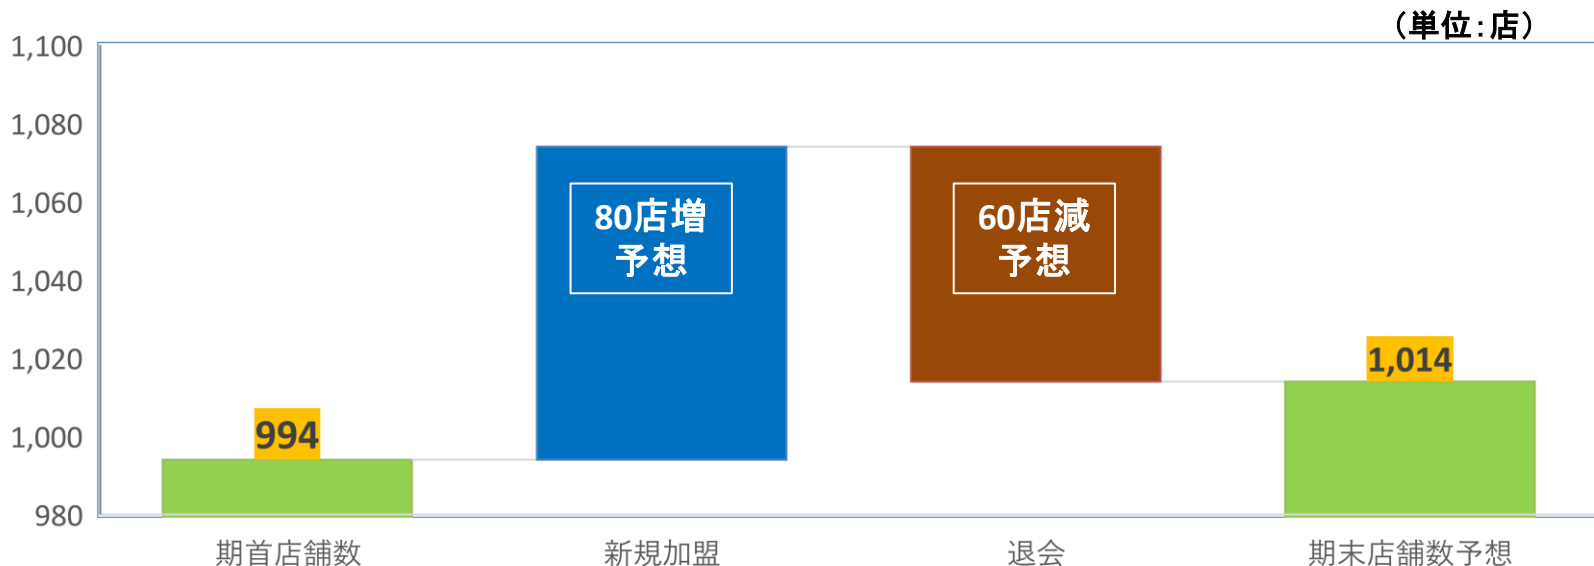 （単位：店）
1,100
1,080
1,060
1,040
1,020
1,000
980
994
80店増
予想
60店減
予想
1,014
期首店舗数
新規加盟
退会
期末店舗数予想